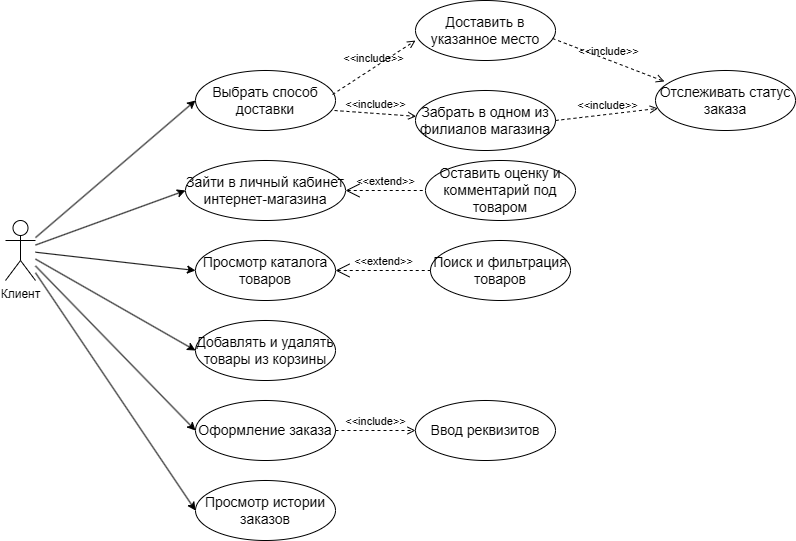 Доставить в
указанное место
<<include>>
<<include>>
Выбрать способ
доставки
<<include>>
Забрать в одном из
филиалов магазина
<<include>>
Отслеживать статус
заказа
Зайти в личный кабинет
интернет-магазина
<<extend>>
Оставить оценку и
комментарий под
товаром
Клиент
Просмотр каталога
товаров
<<extend>>
Поиск и фильтрация
товаров
Добавлять и удалять
товары из корзины
Оформление заказа
<<include>>
Ввод реквизитов
Просмотр истории
заказов